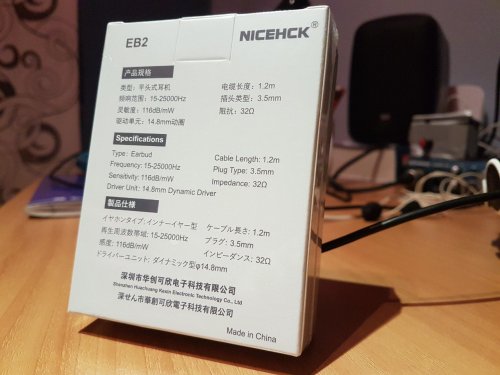 EB2 NICEHCK®
产品规格
类型：平头式耳机 电缆长度：1.2m
频响范围：15-25000Hz 插头类型：3.5mm
灵敏度：116dB/mW 阻抗：32Ω
驱动单元：14.8mm动圈
Specifications
Type: Earbud Cable Length: 1.2m
Frequency: 15-25000Hz Plug Type: 3.5mm
Sensitivity: 116dB/mW Impedance: 32Ω
Driver Unit: 14.8mm Dynamic Driver
製品仕様
イヤホンタイプ: インナーイヤー型 ケーブル長さ: 1.2m
再生周波数帯域: 15-25000Hz プラグ: 3.5mm
感度: 116dB/mW インピーダンス: 32Ω
ドライバーユニット: ダイナミック型φ14.8mm
深圳市华创可欣电子科技有限公司
Shenzhen Huachuang Kexin Electronic Technology Co., Ltd
深せん市華創可欣電子科技有限公司
Made in China